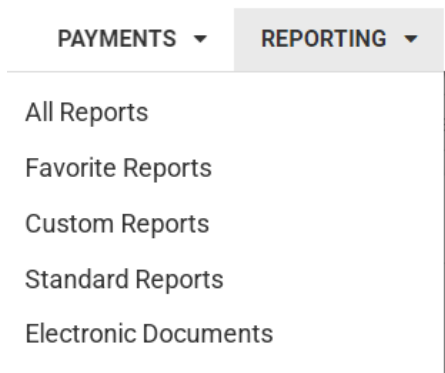 PAYMENTS REPORTING
All Reports
Favorite Reports
Custom Reports
Standard Reports
Electronic Documents